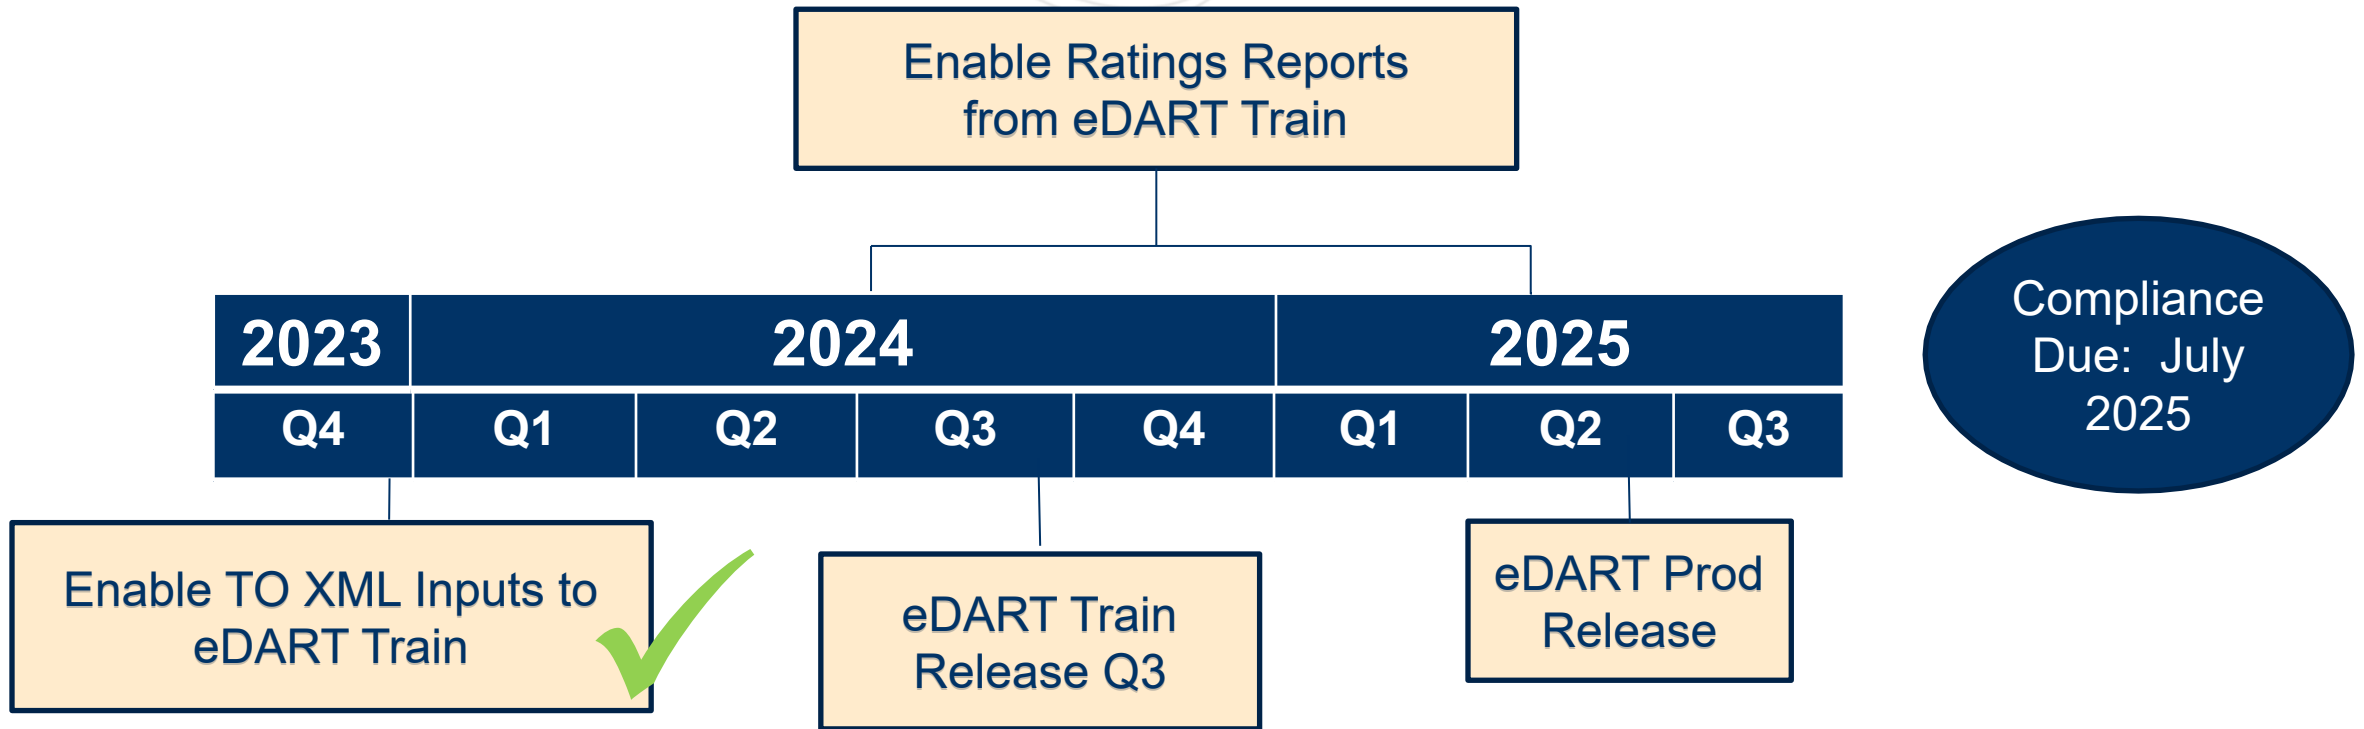 Enable Ratings Reports
from eDART Train
2023 2024 2025
Q4 Q1 Q2 Q3 Q4 Q1 Q2 Q3
Compliance
Due: July
2025
Enable TO XML Inputs to
eDART Train
eDART Train
Release Q3
eDART Prod
Release